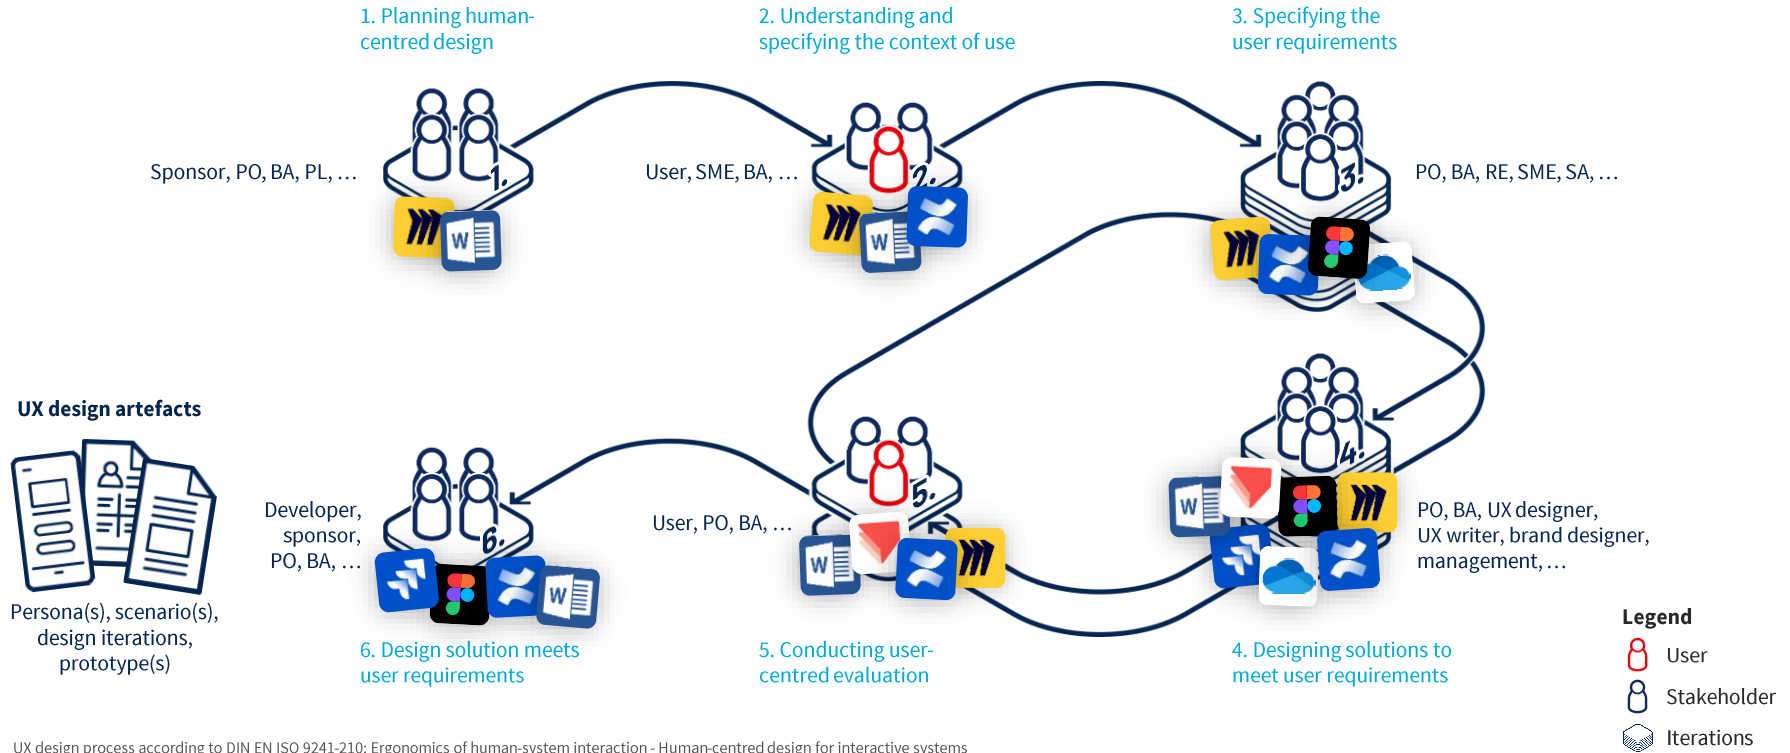 1. Planning human-
centred design
2. Understanding and
specifying the context of use
3. Specifying the
user requirements
Sponsor, PO, BA, PL, …
1.
W
User, SME, BA, …
2.
W
3.
PO, BA, RE, SME, SA, …
UX design artefacts
Persona(s), scenario(s),
design iterations,
prototype(s)
Developer,
sponsor,
PO, BA, …
6.
W
6. Design solution meets
user requirements
User, PO, BA, …
5.
W
5. Conducting user-
centred evaluation
4.
W
PO, BA, UX designer,
UX writer, brand designer,
management, …
4. Designing solutions to
meet user requirements
Legend
User
Stakeholder
Iterations
UX design process according to DIN EN ISO 9241-210: Ergonomics of human-system interaction - Human-centred design for interactive systems